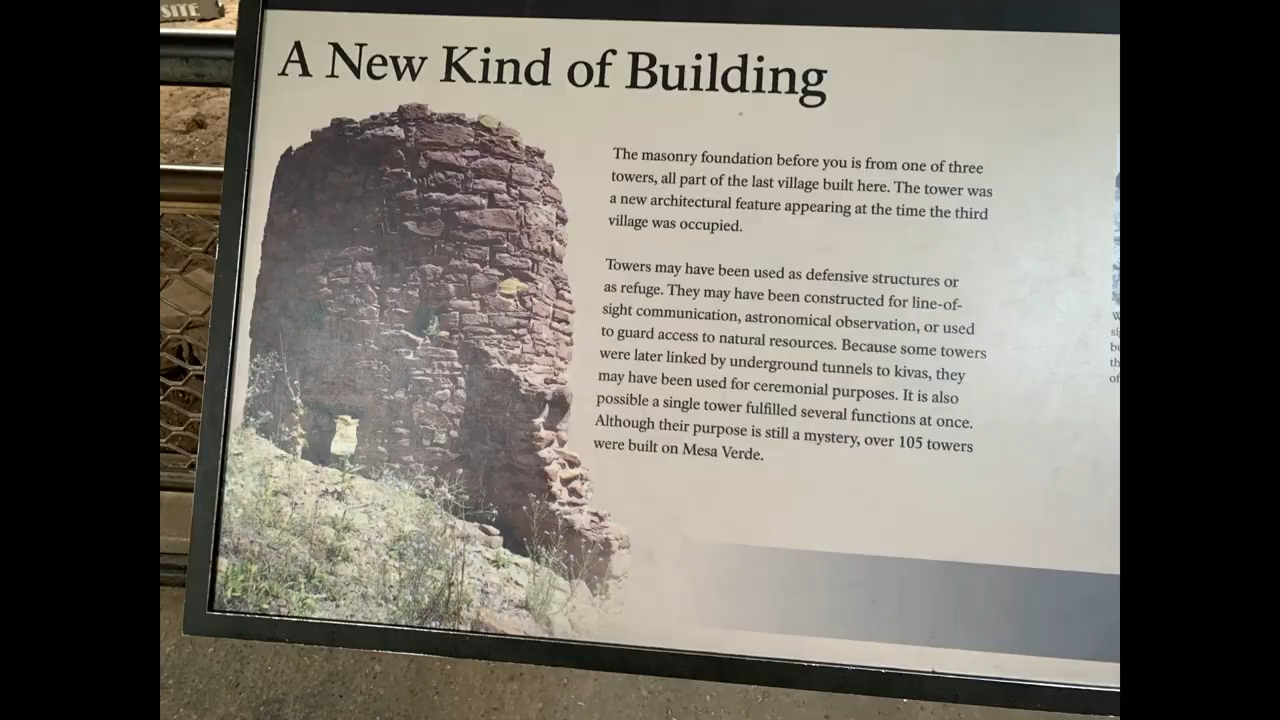 SITE
A New Kind of Building
The masonry foundation before you is from one of three
towers, all part of the last village built here. The tower was
a new architectural feature appearing at the time the third
village was occupied.
Towers may have been used as defensive structures or
as refuge. They may have been constructed for line-of-
sight communication, astronomical observation, or used
to guard access to natural resources. Because some towers
were later linked by underground tunnels to kivas, they
may have been used for ceremonial purposes. It is also
possible a single tower fulfilled several functions at once.
Although their purpose is still a mystery, over 105 towers
were built on Mesa Verde.